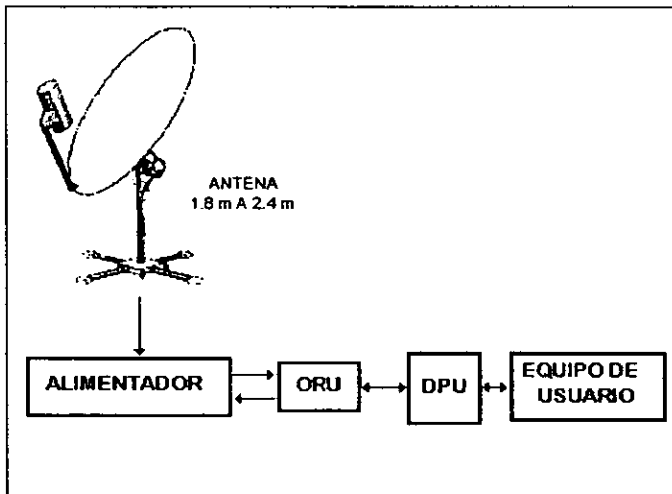 ANTENA
1.8 m A 2.4 m
ALIMENTADOR
ORU
DPU
EQUIPO DE
USUARIO